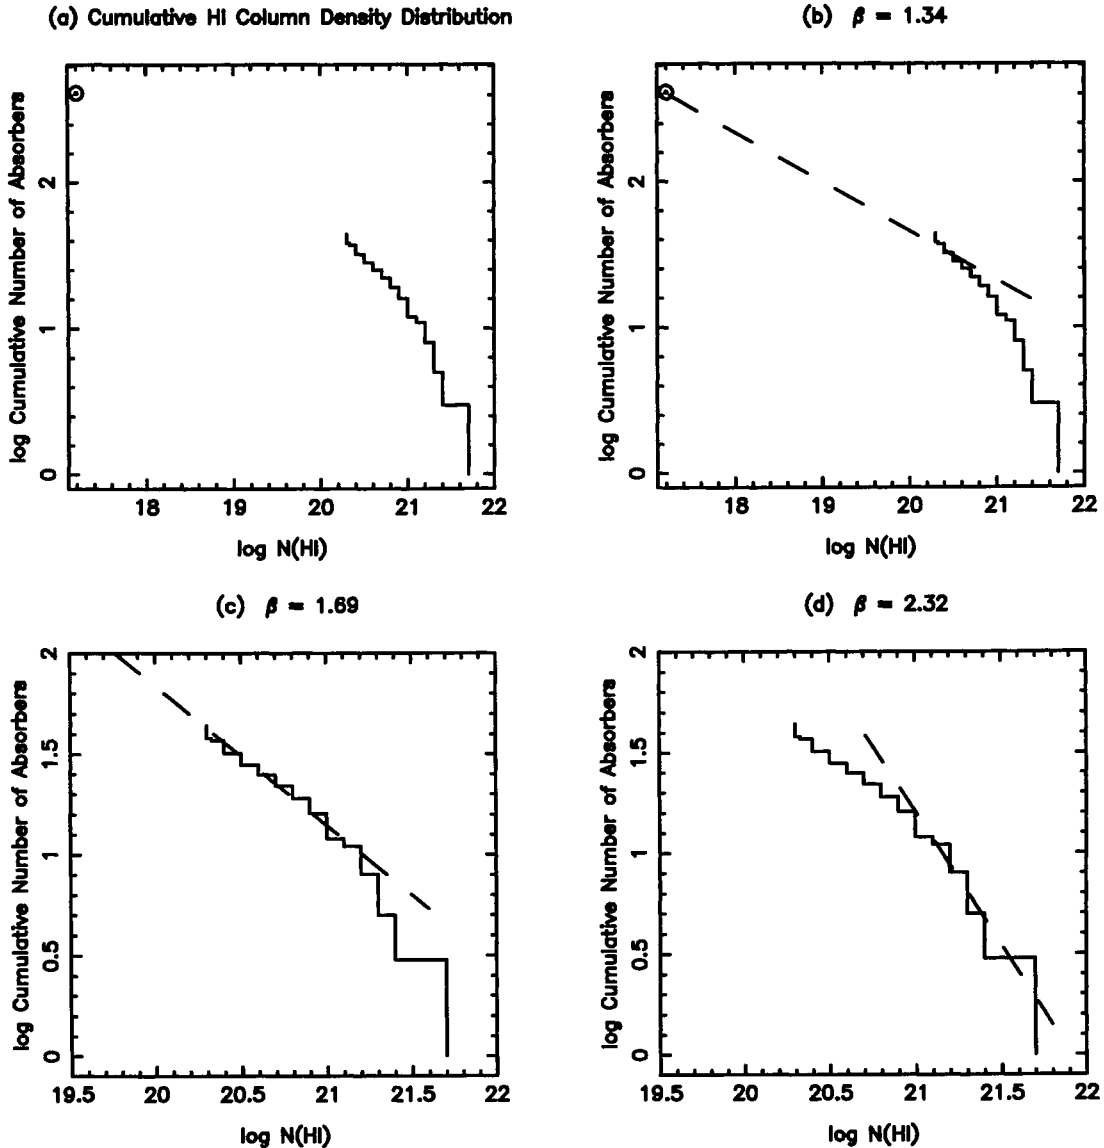 (a) Cumulative HI Column Density Distribution
log Cumulative Number of Absorbers
2
1
0
18 19 20 21 22
log N(HI)
(b) β = 1.34
log Cumulative Number of Absorbers
2
1
0
18 19 20 21 22
log N(HI)
(c) β = 1.69
log Cumulative Number of Absorbers
2
1.5
1
0.5
0
19.5 20 20.5 21 21.5 22
log N(HI)
(d) β = 2.32
log Cumulative Number of Absorbers
2
1.5
1
0.5
0
19.5 20 20.5 21 21.5 22
log N(HI)